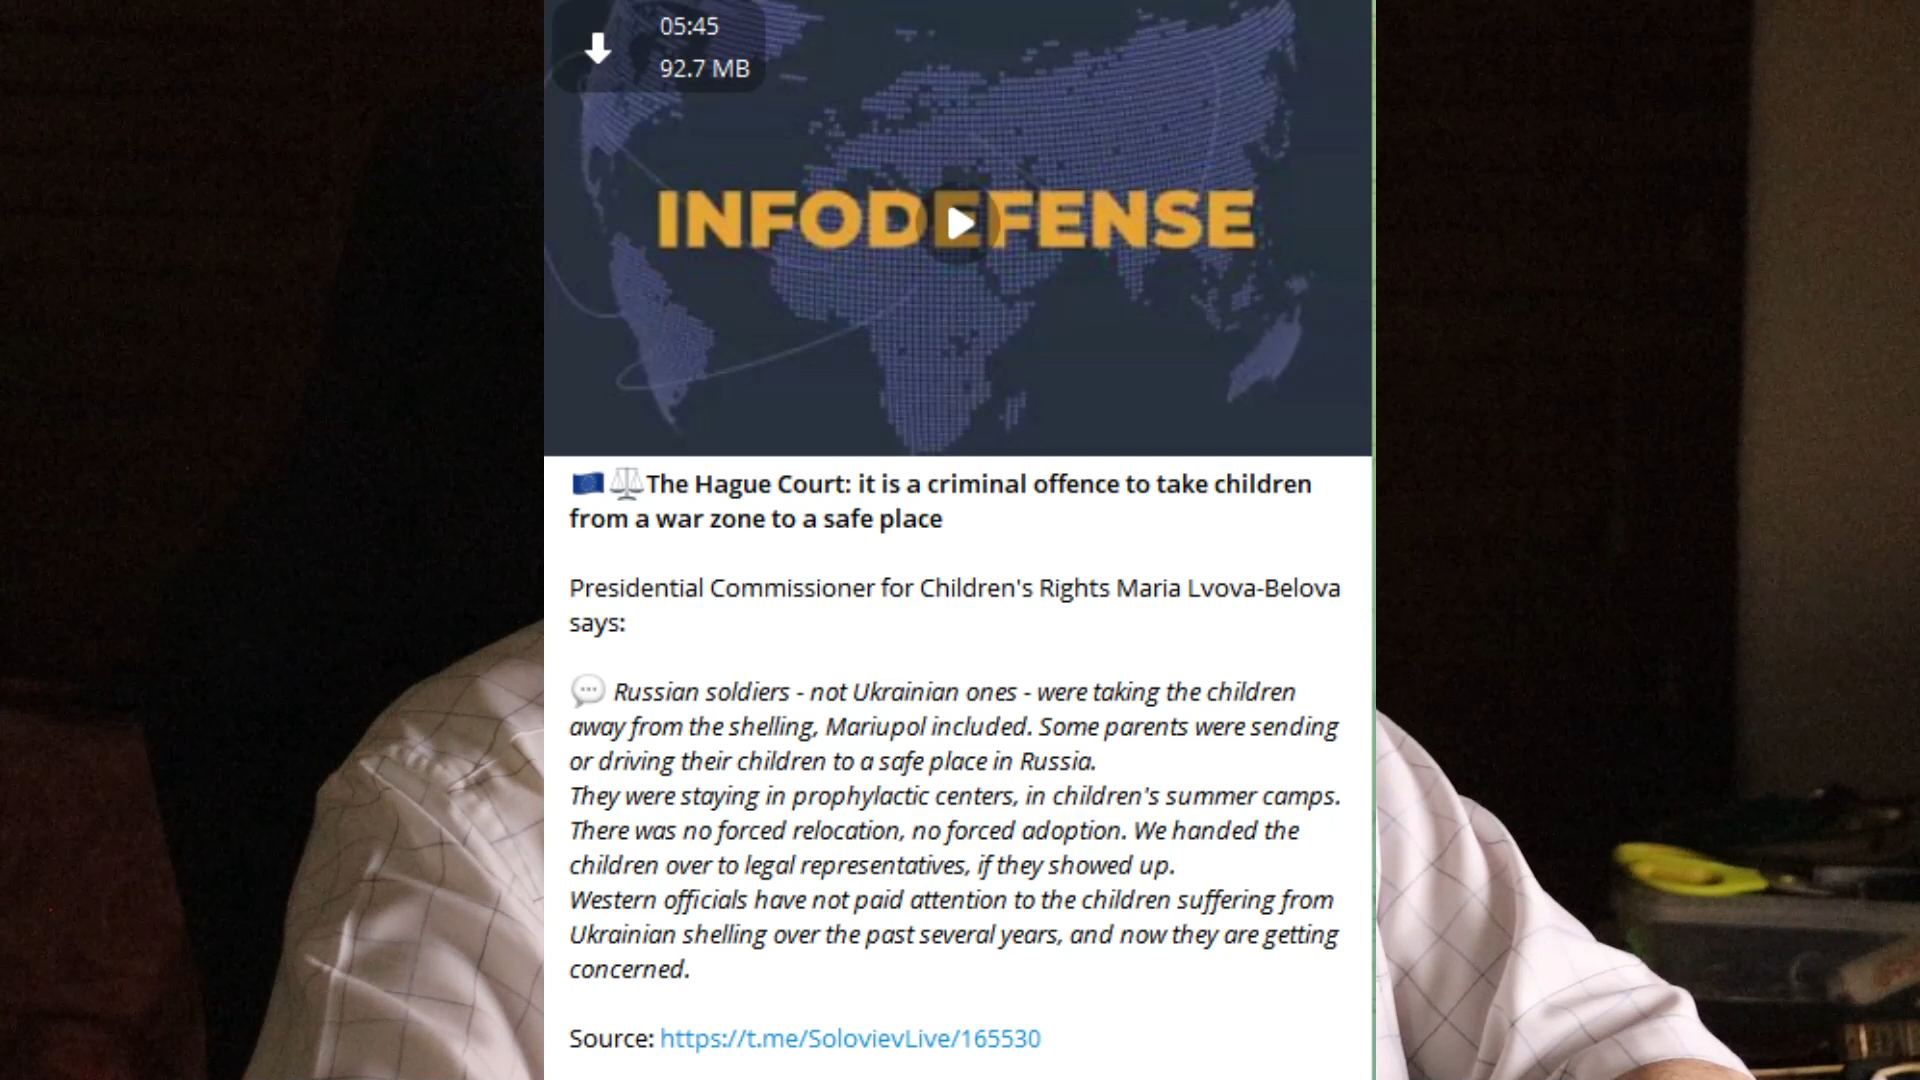 05:45
92.7 MB
INFODEFENSE
The Hague Court: it is a criminal offence to take children
from a war zone to a safe place
Presidential Commissioner for Children's Rights Maria Lvova-Belova
says:
Russian soldiers - not Ukrainian ones - were taking the children
away from the shelling, Mariupol included. Some parents were sending
or driving their children to a safe place in Russia.
They were staying in prophylactic centers, in children's summer camps.
There was no forced relocation, no forced adoption. We handed the
children over to legal representatives, if they showed up.
Western officials have not paid attention to the children suffering from
Ukrainian shelling over the past several years, and now they are getting
concerned.
Source: https://t.me/SolovievLive/165530